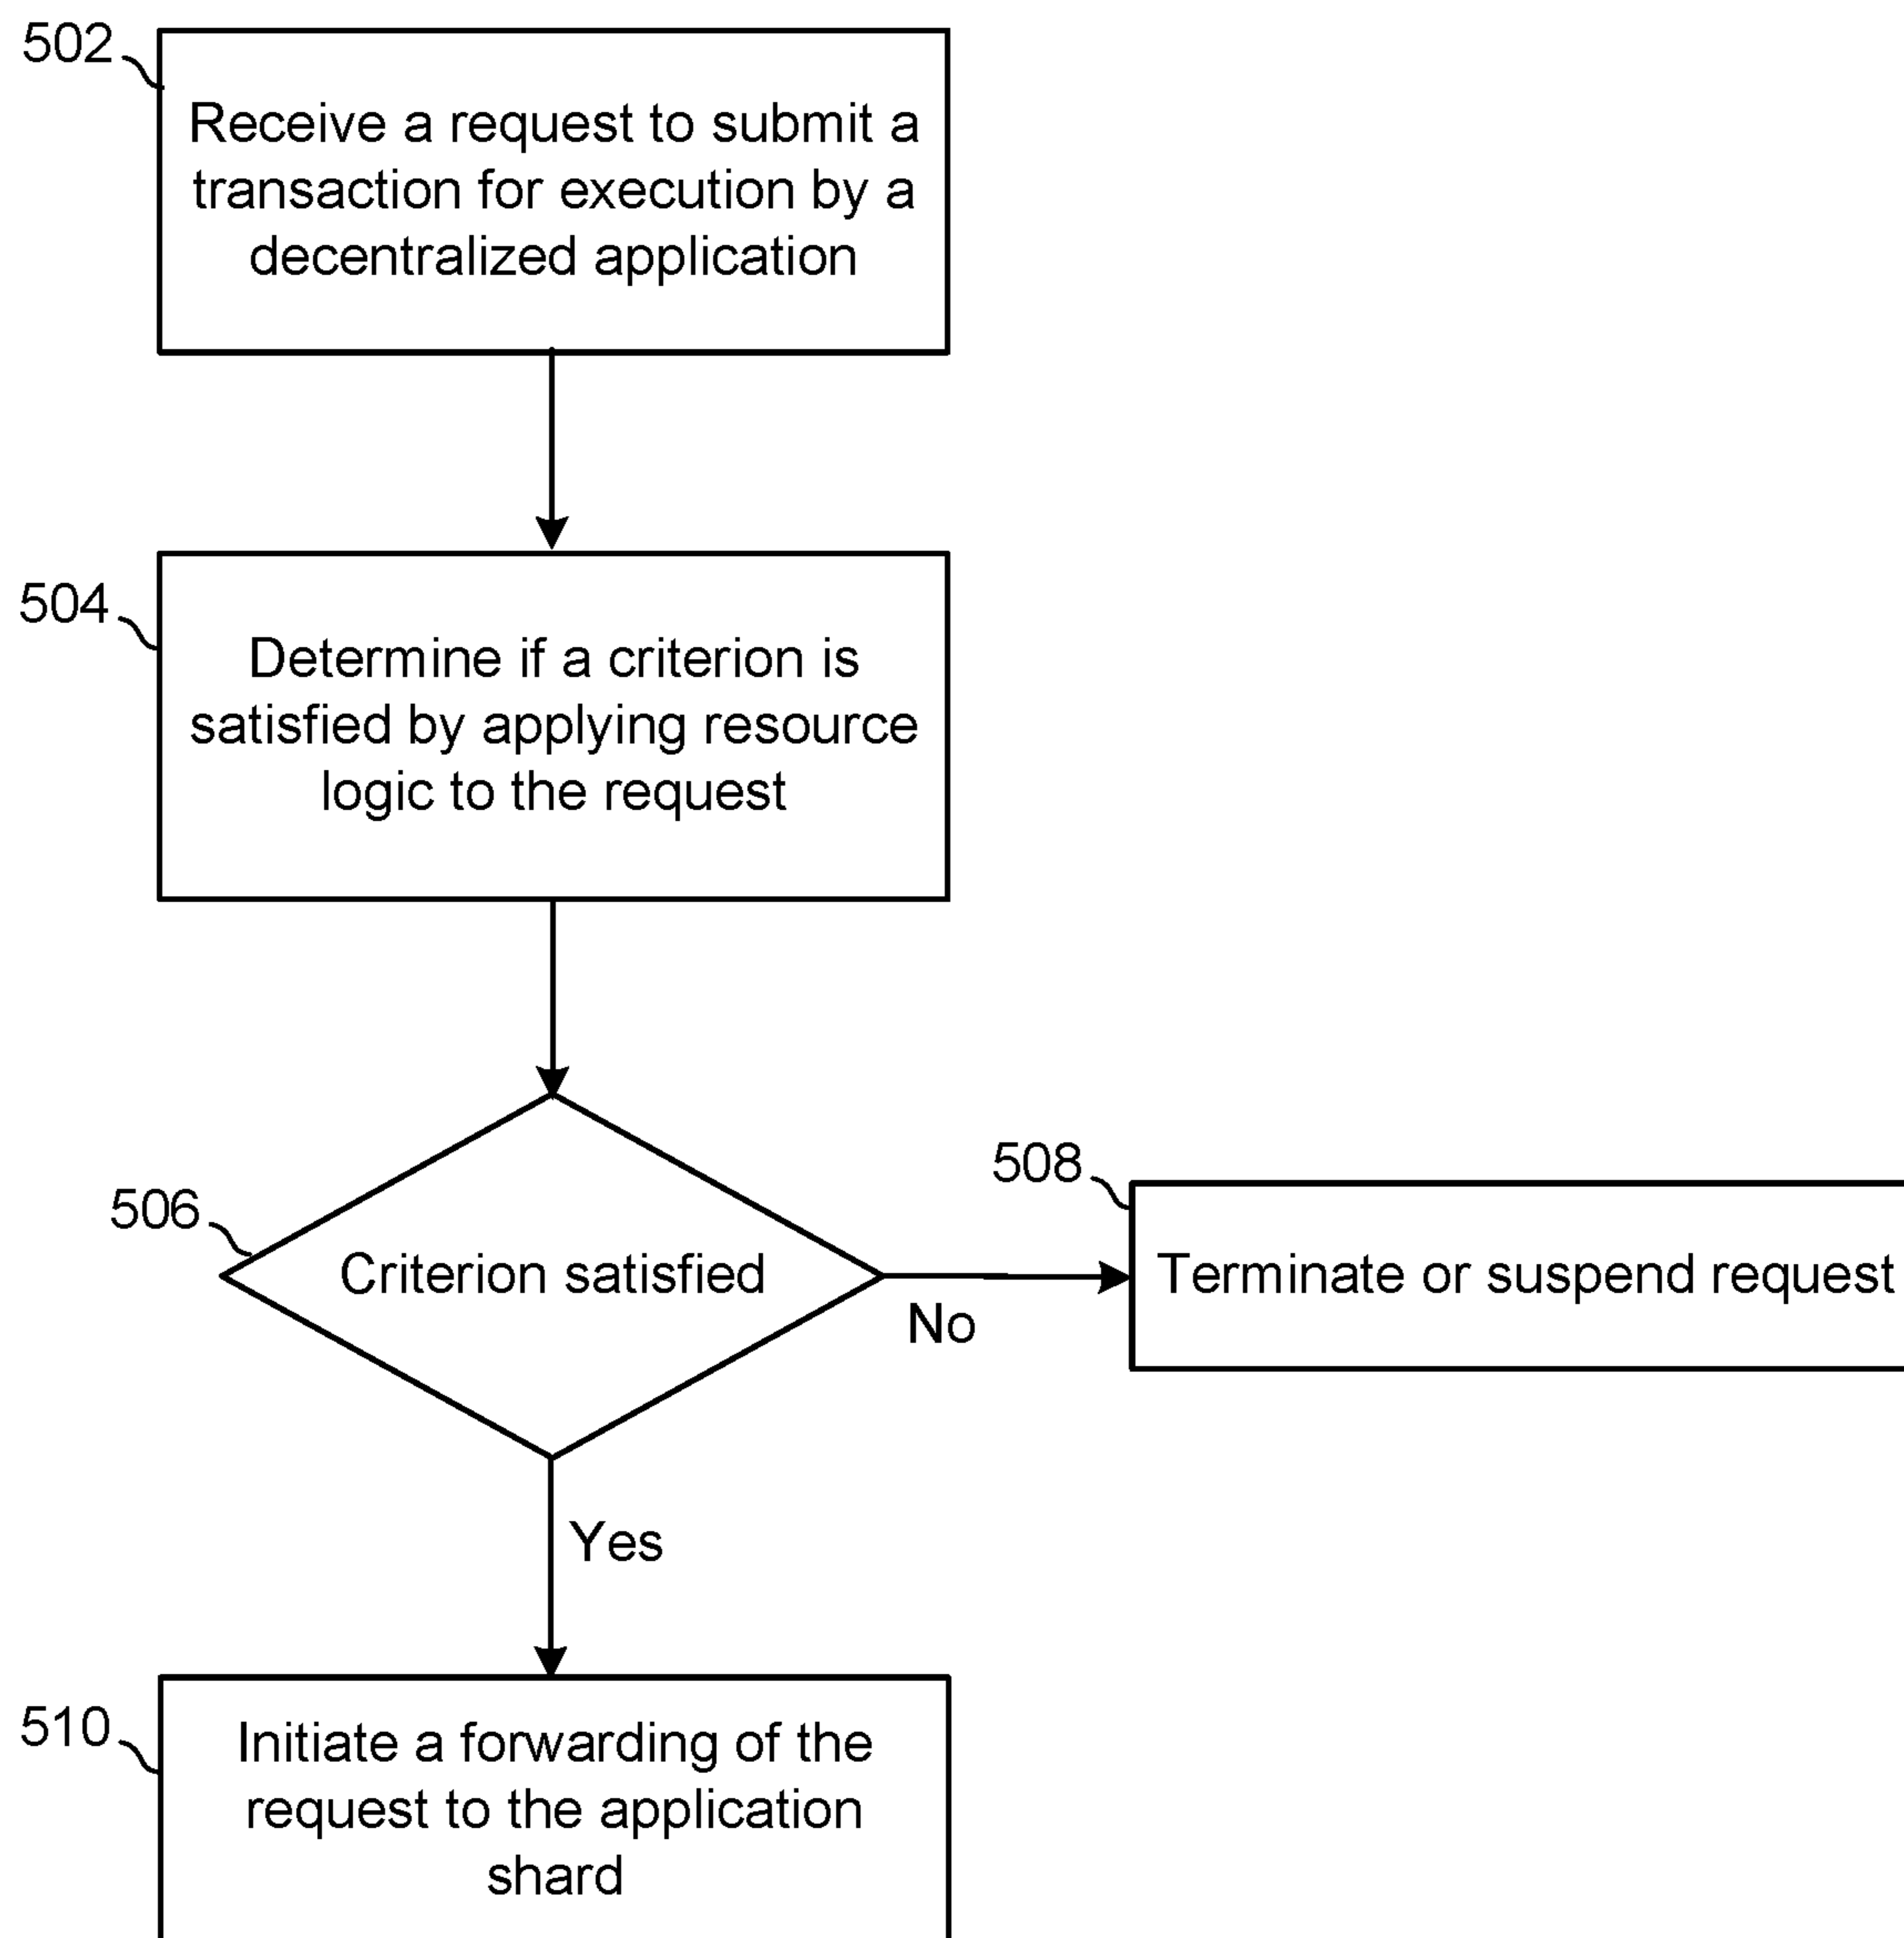 502
Receive a request to submit a
transaction for execution by a
decentralized application
504
Determine if a criterion is
satisfied by applying resource
logic to the request
506
Criterion satisfied
508
Terminate or suspend request
No
Yes
510
Initiate a forwarding of the
request to the application
shard